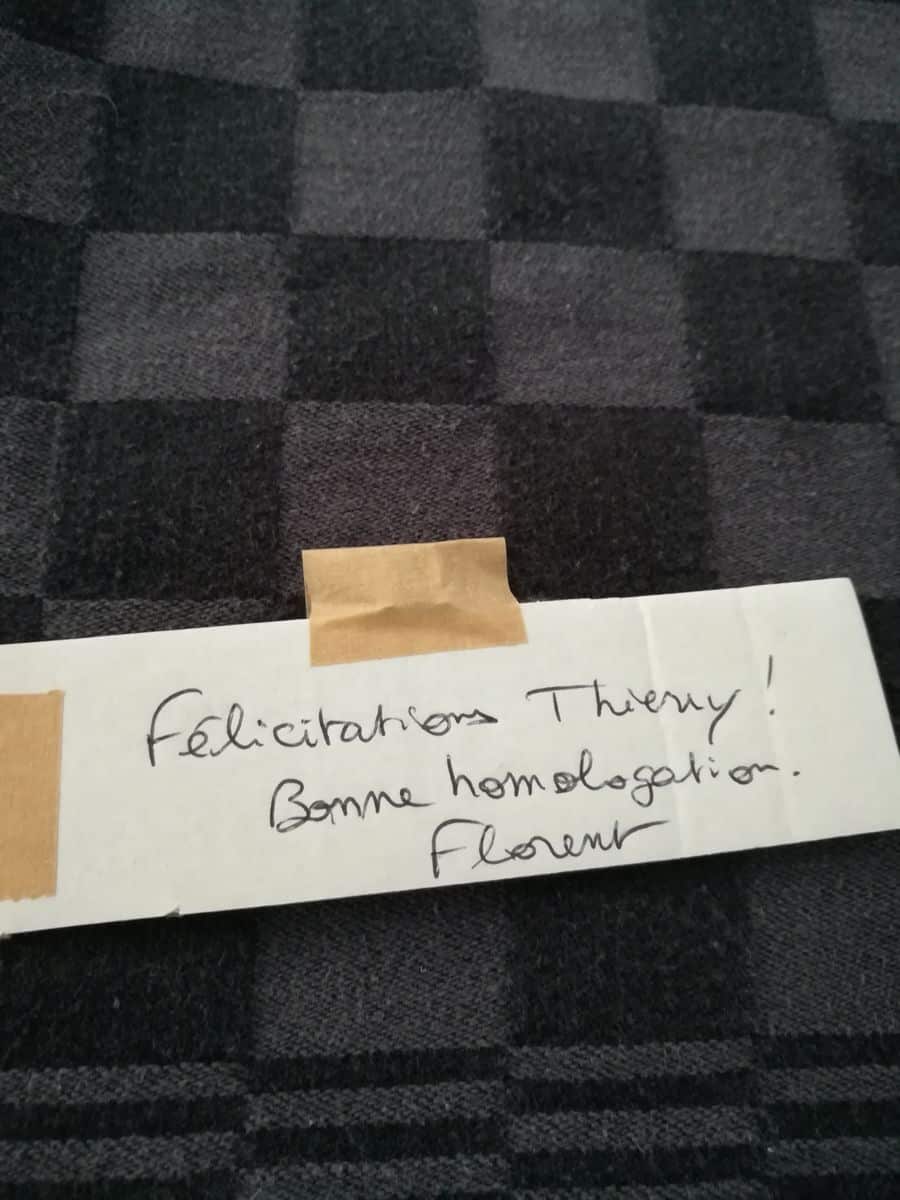 Félicitations Thierry !
Bonne homologation.
Florent